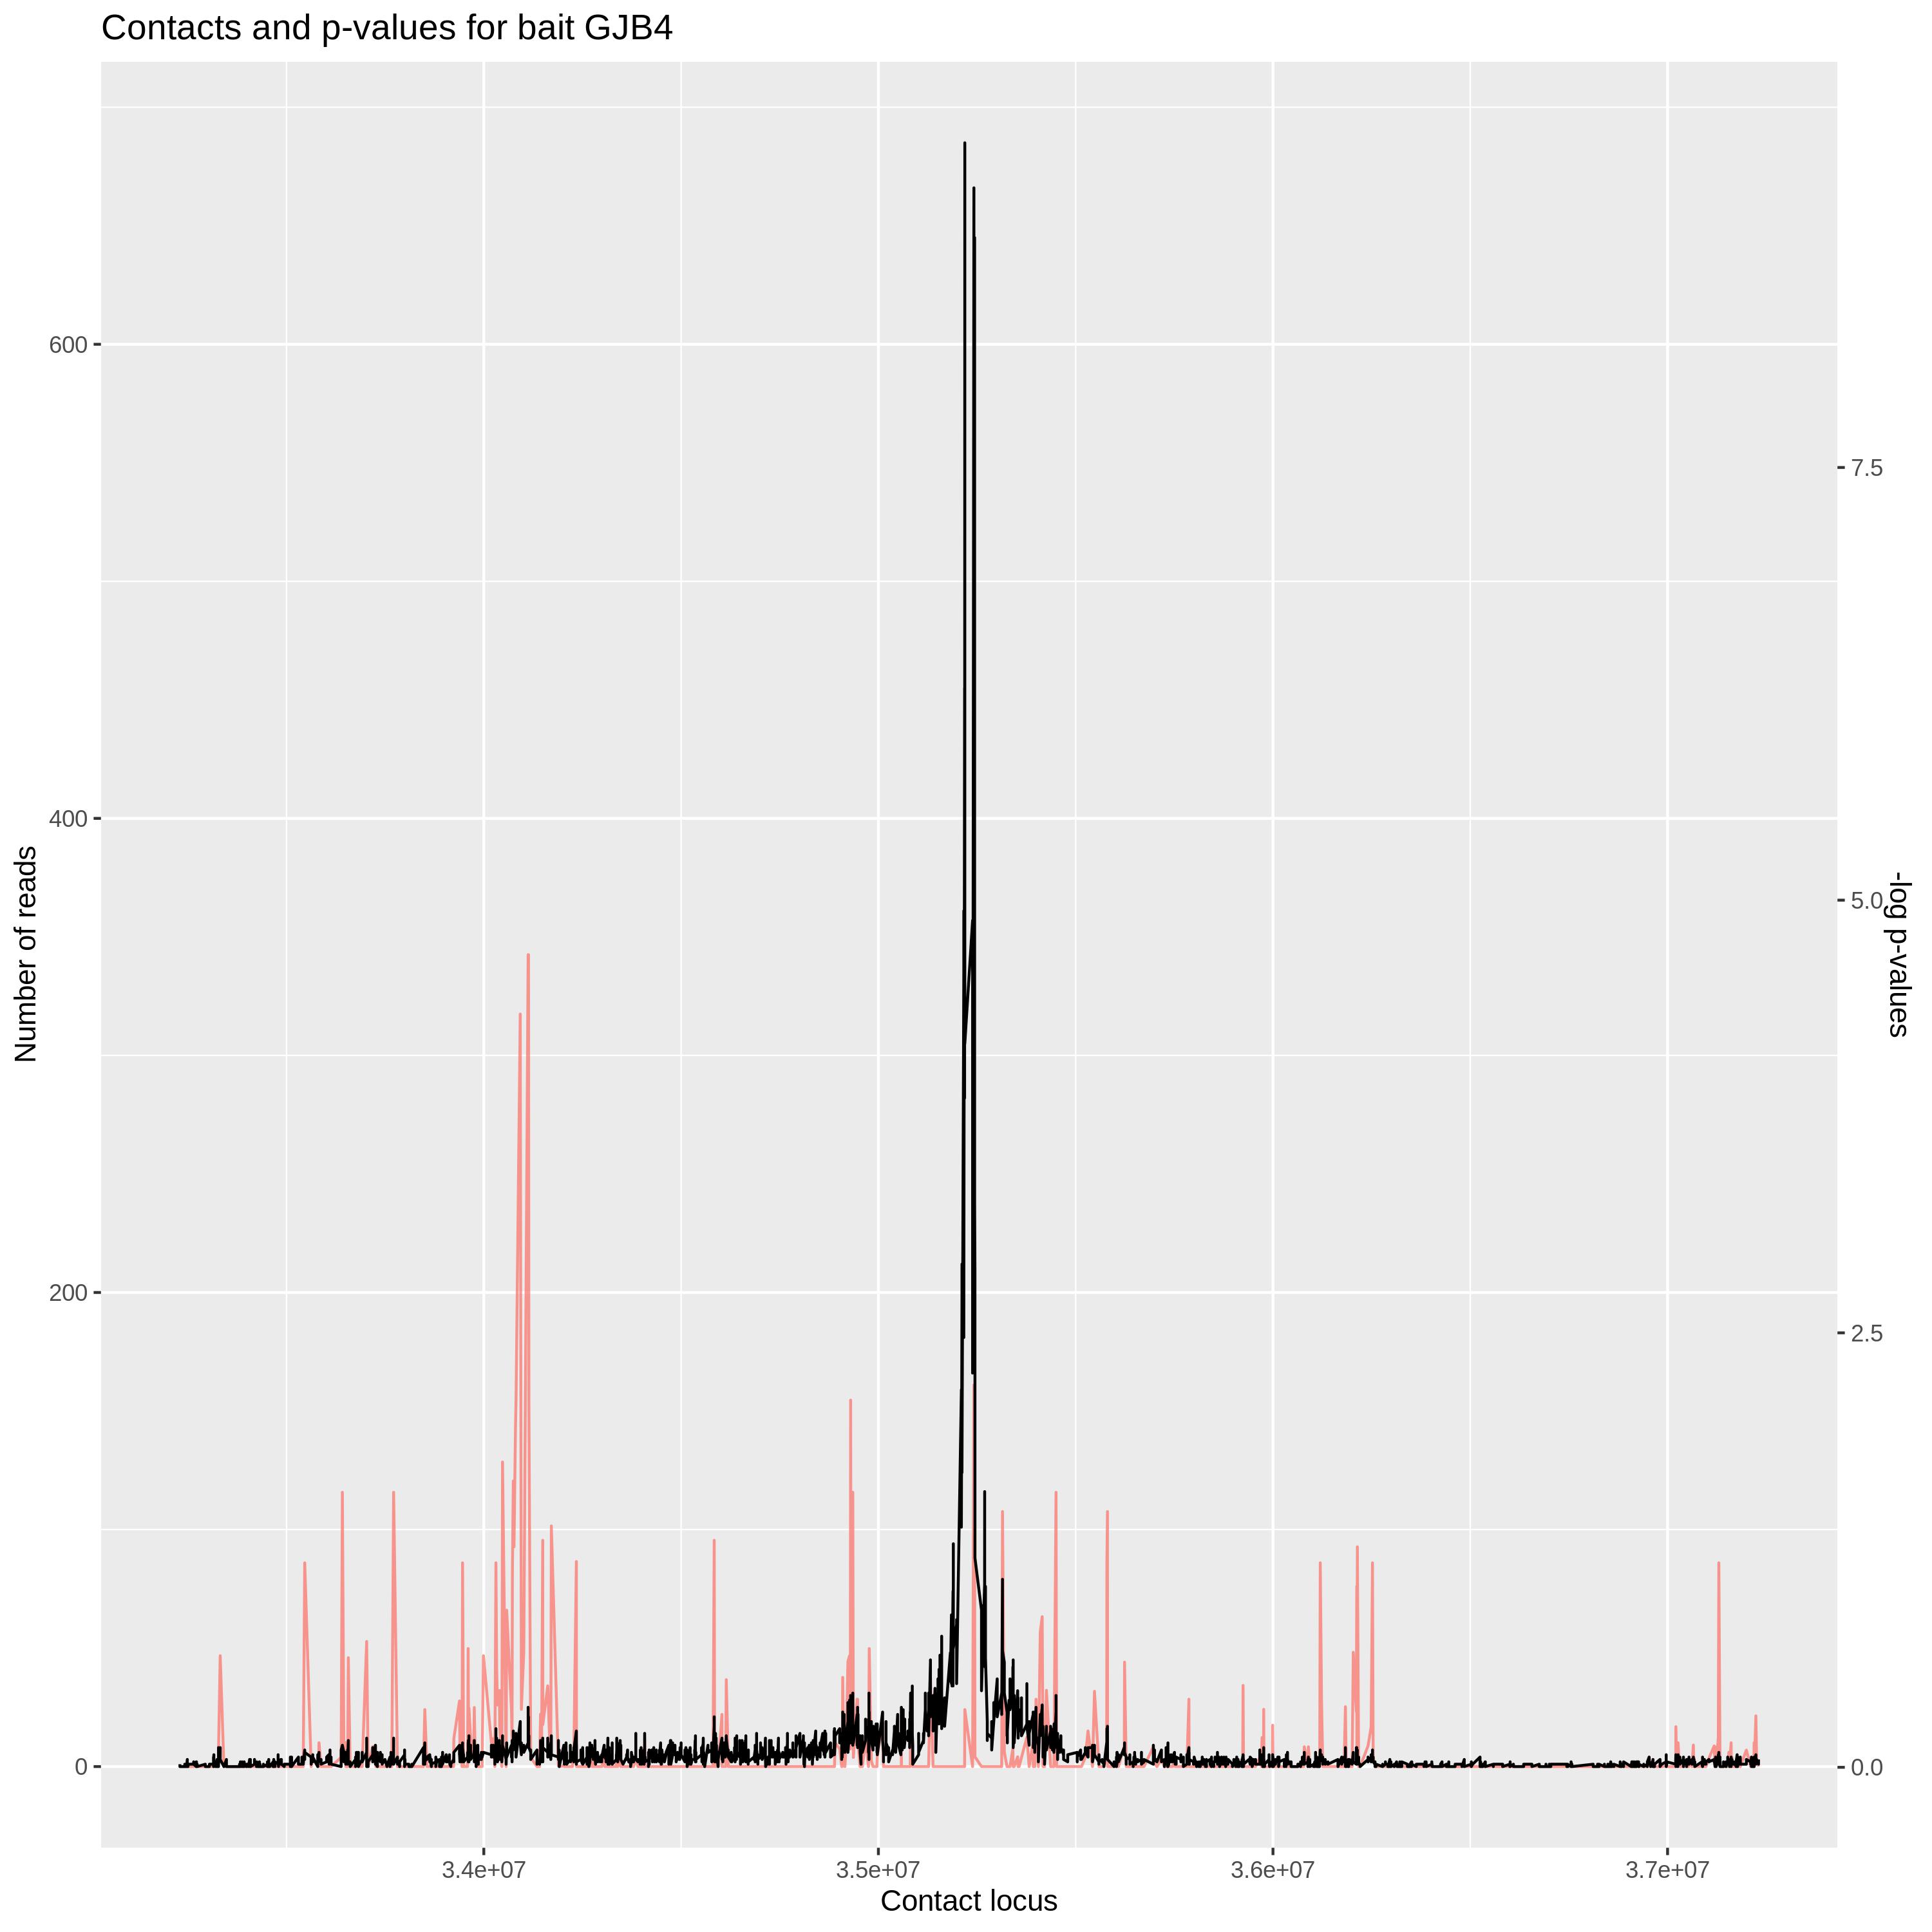 Contacts and p-values for bait GJB4
600
400
200
0
Number of reads
7.5
5.0
2.5
0.0
-log p-values
3.4e+07 3.5e+07 3.6e+07 3.7e+07
Contact locus